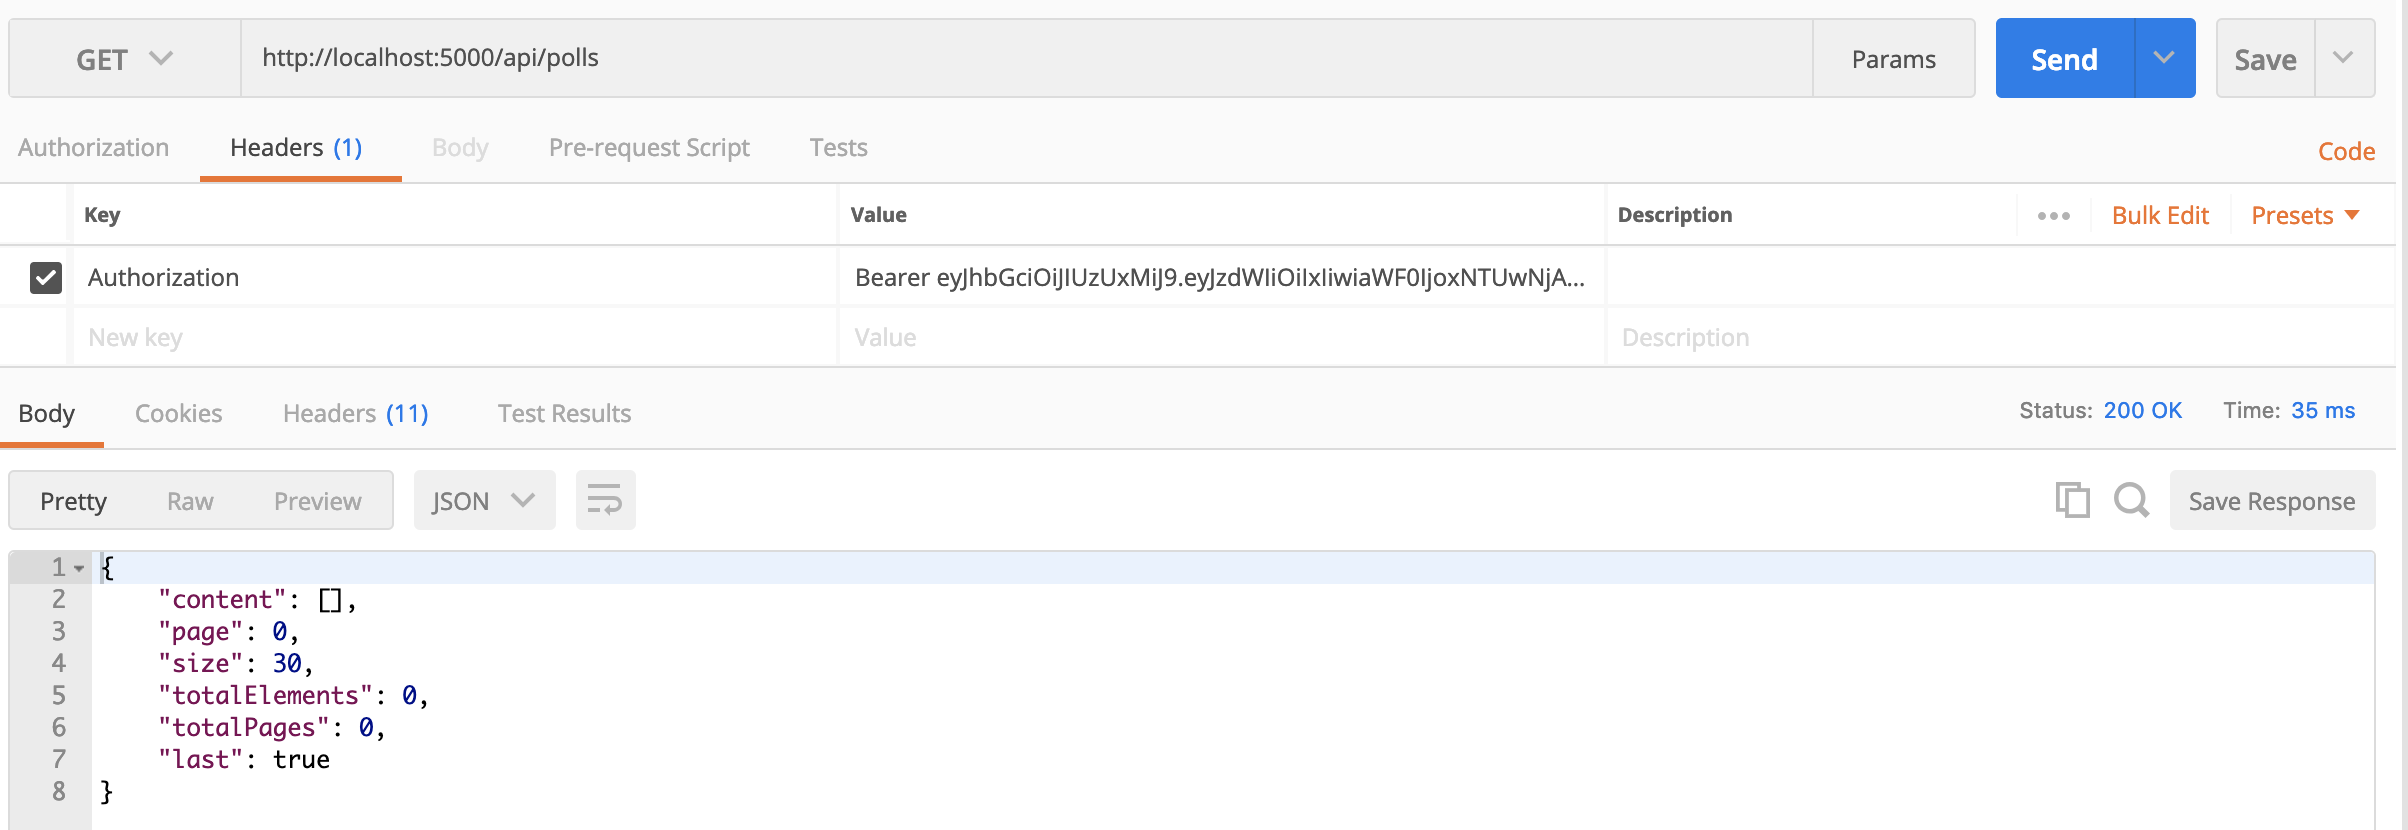 GET http://localhost:5000/api/polls Params Send Save
Authorization Headers (1) Body Pre-request Script Tests Code
Key Value Description ••• Bulk Edit Presets
Authorization Bearer eyJhbGciOiJIUzUxMiJ9.eyJzdWIiOiIxIiwiaWF0IjoxNTUwNjA...
New key Value Description
Body Cookies Headers (11) Test Results Status: 200 OK Time: 35 ms
Pretty Raw Preview JSON Save Response
1 {
2 "content": [],
3 "page": 0,
4 "size": 30,
5 "totalElements": 0,
6 "totalPages": 0,
7 "last": true
8 }